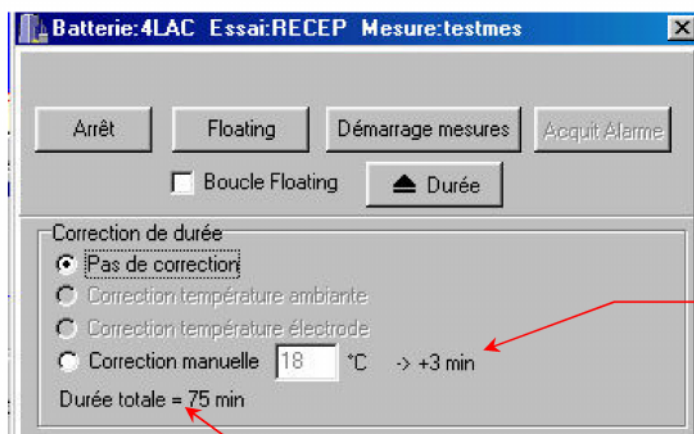 Batterie:4LAC Essai:RECEP Mesure:testmes
Arrêt Floating Démarrage mesures Acquit Alarme
Boucle Floating Durée
Correction de durée
Pas de correction
Correction température ambiante
Correction température électrode
Correction manuelle 18 °C -> +3 min
Durée totale = 75 min